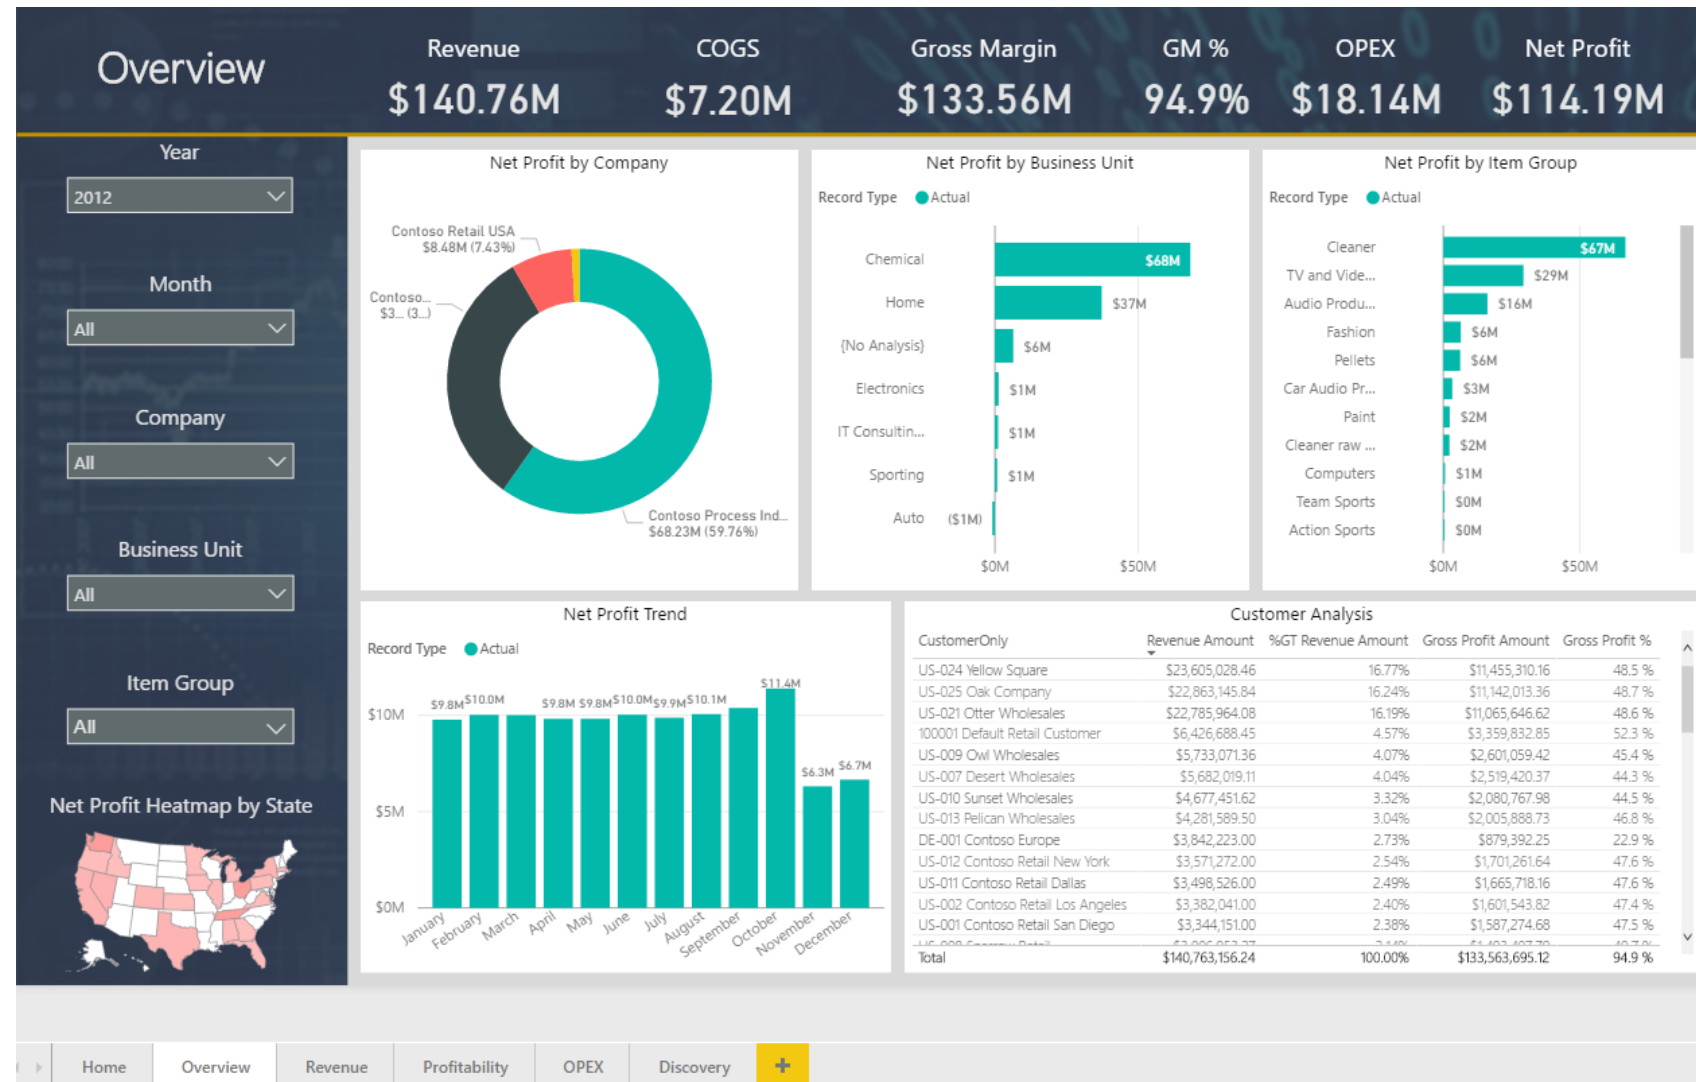 Overview
Revenue
$140.76M
COGS
$7.20M
Gross Margin
$133.56M
GM %
94.9%
OPEX
$18.14M
Net Profit
$114.19M
Year
2012
Month
All
Company
All
Business Unit
All
Item Group
All
Net Profit Heatmap by State
Net Profit by Company
Contoso Retail USA
$8.48M (7.43%)
Contoso...
$3... (3...)
Contoso Process Ind...
$68.23M (59.76%)
Net Profit by Business Unit
Record Type Actual
Chemical $68M
Home $37M
{No Analysis} $6M
Electronics $1M
IT Consultin... $1M
Sporting $1M
Auto ($1M)
$0M $50M
Net Profit by Item Group
Record Type Actual
Cleaner $67M
TV and Vide... $29M
Audio Produ... $16M
Fashion $6M
Pellets $6M
Car Audio Pr... $3M
Paint $2M
Cleaner raw ... $2M
Computers $1M
Team Sports $0M
Action Sports $0M
$0M $50M
Net Profit Trend
Record Type Actual
$10M
$5M
$0M
$9.8M $10.0M $9.8M $9.8M $10.0M $9.9M $10.1M $11.4M $6.3M $6.7M
January February March April May June July August September October November December
Customer Analysis
CustomerOnly Revenue Amount %GT Revenue Amount Gross Profit Amount Gross Profit %
US-024 Yellow Square $23,605,028.46 16.77% $11,455,310.16 48.5 %
US-025 Oak Company $22,863,145.84 16.24% $11,142,013.36 48.7 %
US-021 Otter Wholesales $22,785,964.08 16.19% $11,065,646.62 48.6 %
100001 Default Retail Customer $6,426,688.45 4.57% $3,359,832.85 52.3 %
US-009 Owl Wholesales $5,733,071.36 4.07% $2,601,059.42 45.4 %
US-007 Desert Wholesales $5,682,019.11 4.04% $2,519,420.37 44.3 %
US-010 Sunset Wholesales $4,677,451.62 3.32% $2,080,767.98 44.5 %
US-013 Pelican Wholesales $4,281,589.50 3.04% $2,005,888.73 46.8 %
DE-001 Contoso Europe $3,842,223.00 2.73% $879,392.25 22.9 %
US-012 Contoso Retail New York $3,571,272.00 2.54% $1,701,261.64 47.6 %
US-011 Contoso Retail Dallas $3,498,526.00 2.49% $1,665,718.16 47.6 %
US-002 Contoso Retail Los Angeles $3,382,041.00 2.40% $1,601,543.82 47.4 %
US-001 Contoso Retail San Diego $3,344,151.00 2.38% $1,587,274.68 47.5 %
Total $140,763,156.24 100.00% $133,563,695.12 94.9 %
Home Overview Revenue Profitability OPEX Discovery +